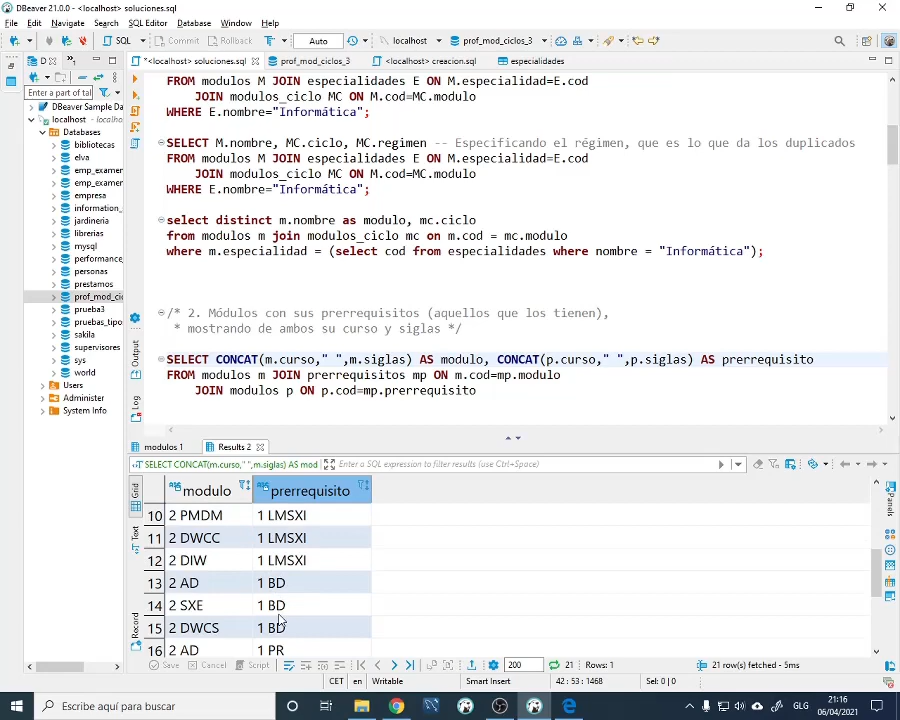 DBeaver 21.0.0 - <localhost> soluciones.sql
File Edit Navigate Search SQL Editor Database Window Help
SQL Commit Rollback Auto localhost prof_mod_ciclos_3
D »1 *<localhost> soluciones.sql prof_mod_ciclos_3 <localhost> creacion.sql especialidades
Enter a part of tabl
DBeaver Sample Da
localhost - localho
Databases
bibliotecas
elva
emp_examen
emp_examen
empresa
information_
jardineria
librerias
mysql
performance_
personas
prestamos
prof_mod_cic
prueba3
pruebas_tipo
sakila
supervisores
sys
world
Users
Administer
System Info
Output
Log
FROM modulos M JOIN especialidades E ON M.especialidad=E.cod
JOIN modulos_ciclo MC ON M.cod=MC.modulo
WHERE E.nombre="Informática";
SELECT M.nombre, MC.ciclo, MC.regimen -- Especificando el régimen, que es lo que da los duplicados
FROM modulos M JOIN especialidades E ON M.especialidad=E.cod
JOIN modulos_ciclo MC ON M.cod=MC.modulo
WHERE E.nombre="Informática";
select distinct m.nombre as modulo, mc.ciclo
from modulos m join modulos_ciclo mc on m.cod = mc.modulo
where m.especialidad = (select cod from especialidades where nombre = "Informática");
/* 2. Módulos con sus prerrequisitos (aquellos que los tienen),
* mostrando de ambos su curso y siglas */
SELECT CONCAT(m.curso," ",m.siglas) AS modulo, CONCAT(p.curso," ",p.siglas) AS prerrequisito
FROM modulos m JOIN prerrequisitos mp ON m.cod=mp.modulo
JOIN modulos p ON p.cod=mp.prerrequisito
modulos 1 Results 2
SELECT CONCAT(m.curso," ",m.siglas) AS mod Enter a SQL expression to filter results (use Ctrl+Space)
Grid
Text
Record
Panels
modulo prerrequisito
10 2 PMDM 1 LMSXI
11 2 DWCC 1 LMSXI
12 2 DIW 1 LMSXI
13 2 AD 1 BD
14 2 SXE 1 BD
15 2 DWCS 1 BD
16 2 AD 1 PR
Save Cancel Script 200 21 Rows: 1 21 row(s) fetched - 5ms
CET en Writable Smart Insert 42 : 53 : 1468 Sel: 0 | 0
Escribe aquí para buscar
GLG
21:16
06/04/2021